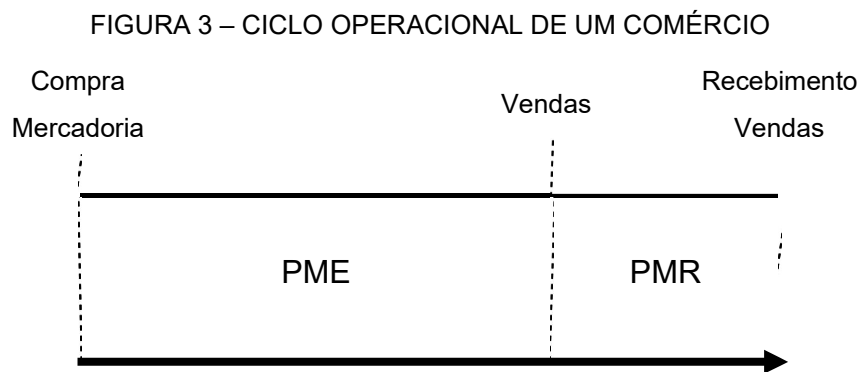 FIGURA 3 – CICLO OPERACIONAL DE UM COMÉRCIO
Compra
Mercadoria
Vendas
Recebimento
Vendas
PME
PMR